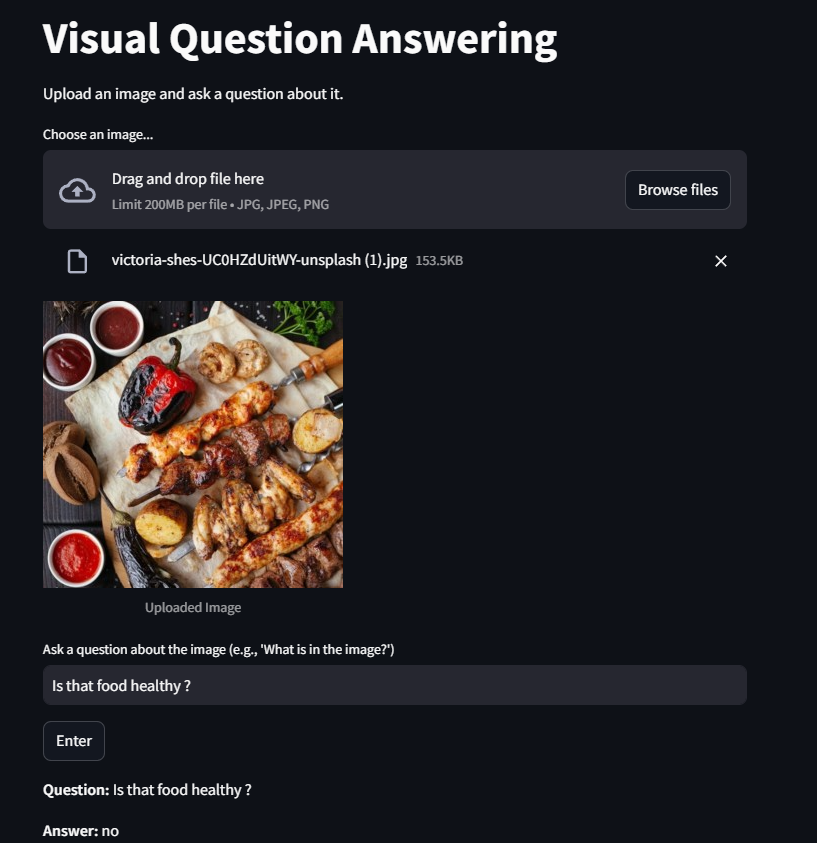 Visual Question Answering
Upload an image and ask a question about it.
Choose an image...
Drag and drop file here
Limit 200MB per file • JPG, JPEG, PNG
Browse files
victoria-shes-UC0HZdUitWY-unsplash (1).jpg 153.5KB
Uploaded Image
Ask a question about the image (e.g., 'What is in the image?')
Is that food healthy ?
Enter
Question: Is that food healthy ?
Answer: no